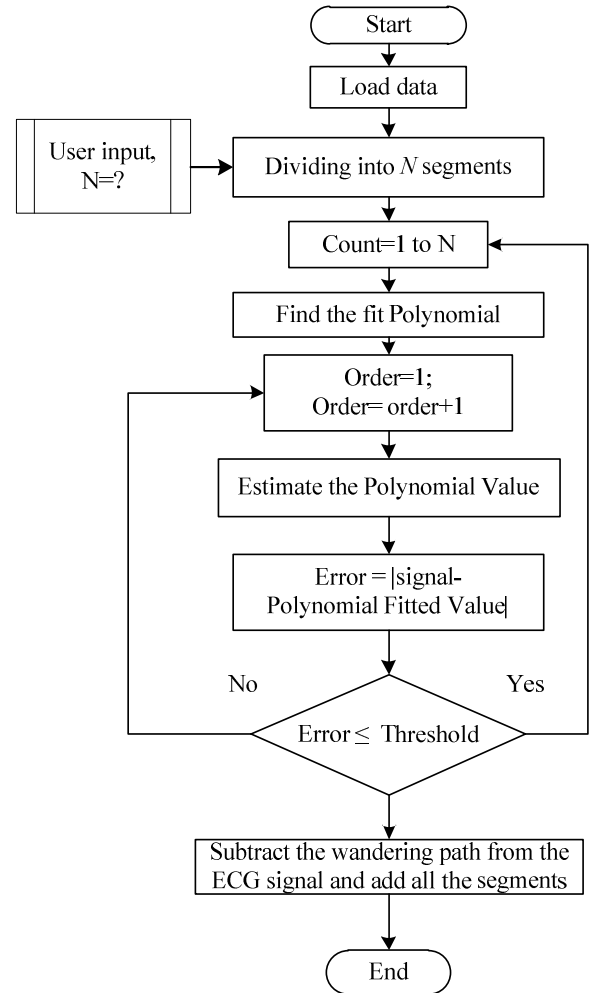 Start
Load data
User input,
N=?
Dividing into N segments
Count=1 to N
Find the fit Polynomial
Order=1;
Order= order+1
Estimate the Polynomial Value
Error = |signal-
Polynomial Fitted Value|
No
Yes
Error ≤ Threshold
Subtract the wandering path from the
ECG signal and add all the segments
End